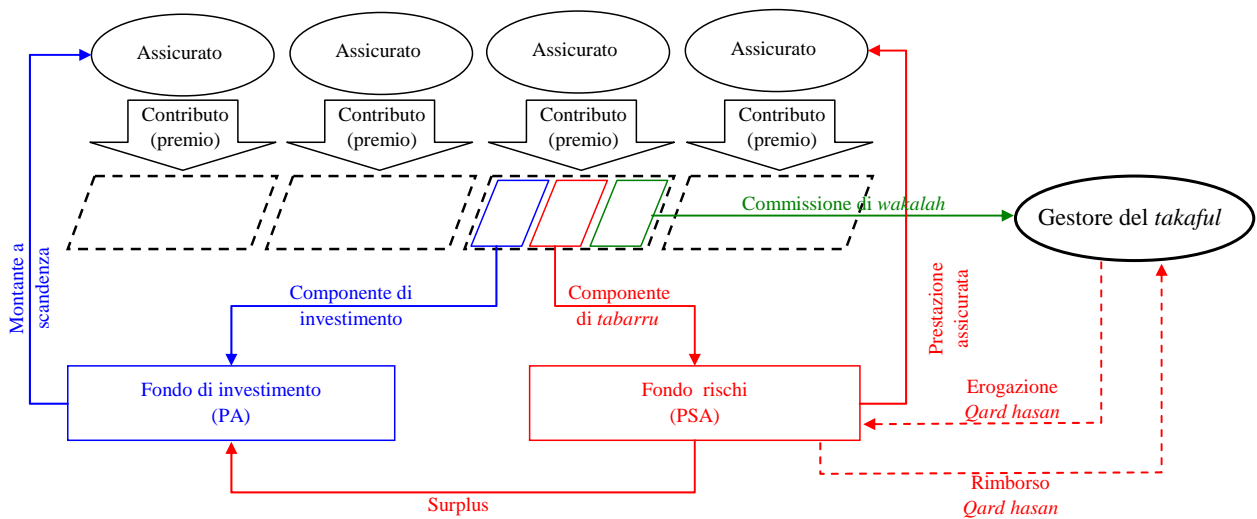 Assicurato
Assicurato
Assicurato
Assicurato
Contributo
(premio)
Contributo
(premio)
Contributo
(premio)
Contributo
(premio)
Commissione di wakalah
Gestore del takaful
Montante a
scandenza
Componente di
investimento
Componente
di tabarru
Prestazione
assicurata
Fondo di investimento
(PA)
Fondo rischi
(PSA)
Erogazione
Qard hasan
Surplus
Rimborso
Qard hasan